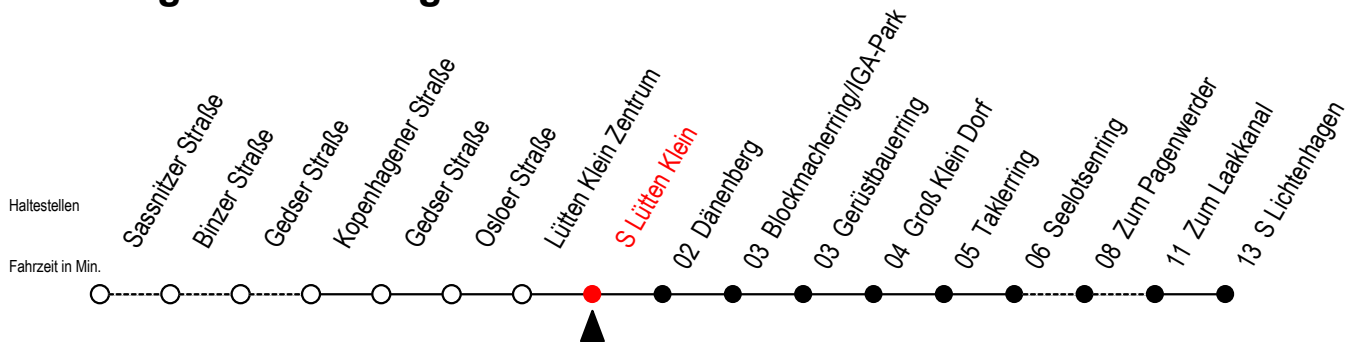 Haltestellen
Fahrzeit in Min.
Sassnitzer Straße
Binzer Straße
Gedser Straße
Kopenhagener Straße
Gedser Straße
Osloer Straße
Lütten Klein Zentrum
S Lütten Klein
02 Dänenberg
03 Blockmacherring/IGA-Park
03 Gerüstbauerring
04 Groß Klein Dorf
05 Taklerring
06 Seelotsenring
08 Zum Pagenwerder
11 Zum Laakkanal
13 S Lichtenhagen